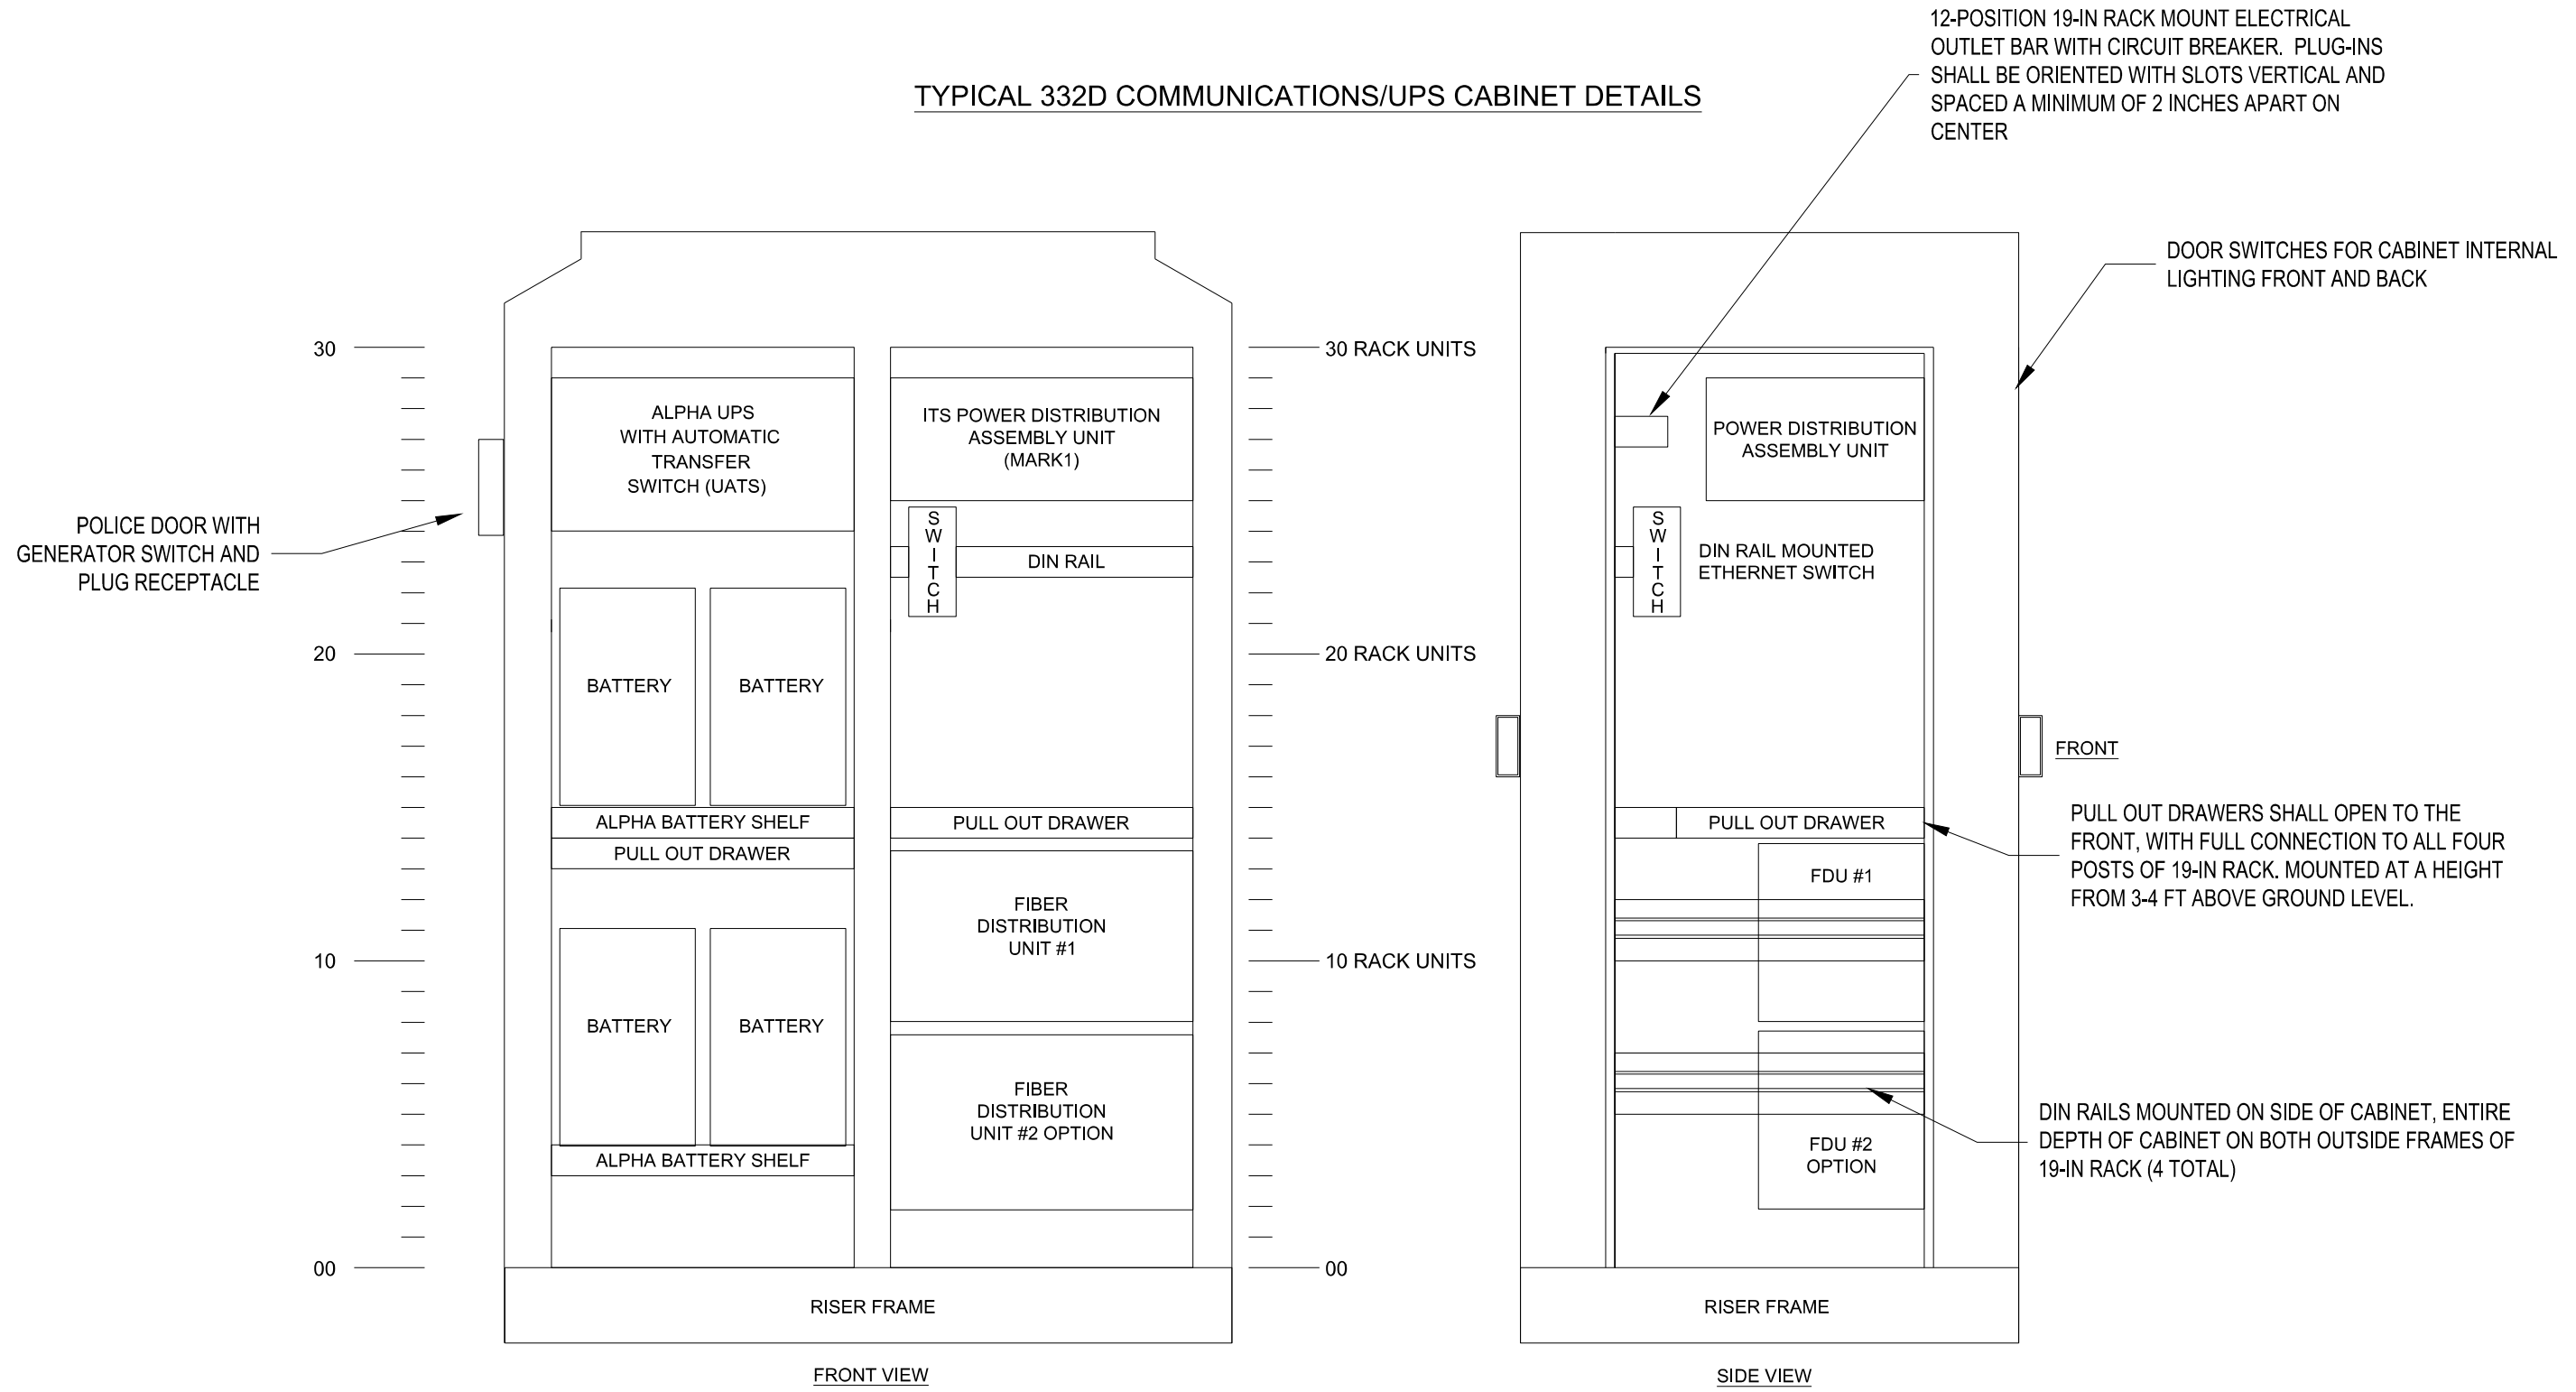 12-POSITION 19-IN RACK MOUNT ELECTRICAL
OUTLET BAR WITH CIRCUIT BREAKER.  PLUG-INS
SHALL BE ORIENTED WITH SLOTS VERTICAL AND
SPACED A MINIMUM OF 2 INCHES APART ON
CENTER
TYPICAL 332D COMMUNICATIONS/UPS CABINET DETAILS
DOOR SWITCHES FOR CABINET INTERNAL
LIGHTING FRONT AND BACK
POLICE DOOR WITH
GENERATOR SWITCH AND
PLUG RECEPTACLE
30
20
10
00
ALPHA UPS
WITH AUTOMATIC
TRANSFER
SWITCH (UATS)
BATTERY
BATTERY
ALPHA BATTERY SHELF
PULL OUT DRAWER
BATTERY
BATTERY
ALPHA BATTERY SHELF
ITS POWER DISTRIBUTION
ASSEMBLY UNIT
(MARK1)
SWITCH
DIN RAIL
PULL OUT DRAWER
FIBER
DISTRIBUTION
UNIT #1
FIBER
DISTRIBUTION
UNIT #2 OPTION
RISER FRAME
FRONT VIEW
30 RACK UNITS
20 RACK UNITS
10 RACK UNITS
00
POWER DISTRIBUTION
ASSEMBLY UNIT
SWITCH
DIN RAIL MOUNTED
ETHERNET SWITCH
FRONT
PULL OUT DRAWER
FDU #1
FDU #2
OPTION
PULL OUT DRAWERS SHALL OPEN TO THE
FRONT, WITH FULL CONNECTION TO ALL FOUR
POSTS OF 19-IN RACK. MOUNTED AT A HEIGHT
FROM 3-4 FT ABOVE GROUND LEVEL.
DIN RAILS MOUNTED ON SIDE OF CABINET, ENTIRE
DEPTH OF CABINET ON BOTH OUTSIDE FRAMES OF
19-IN RACK (4 TOTAL)
RISER FRAME
SIDE VIEW